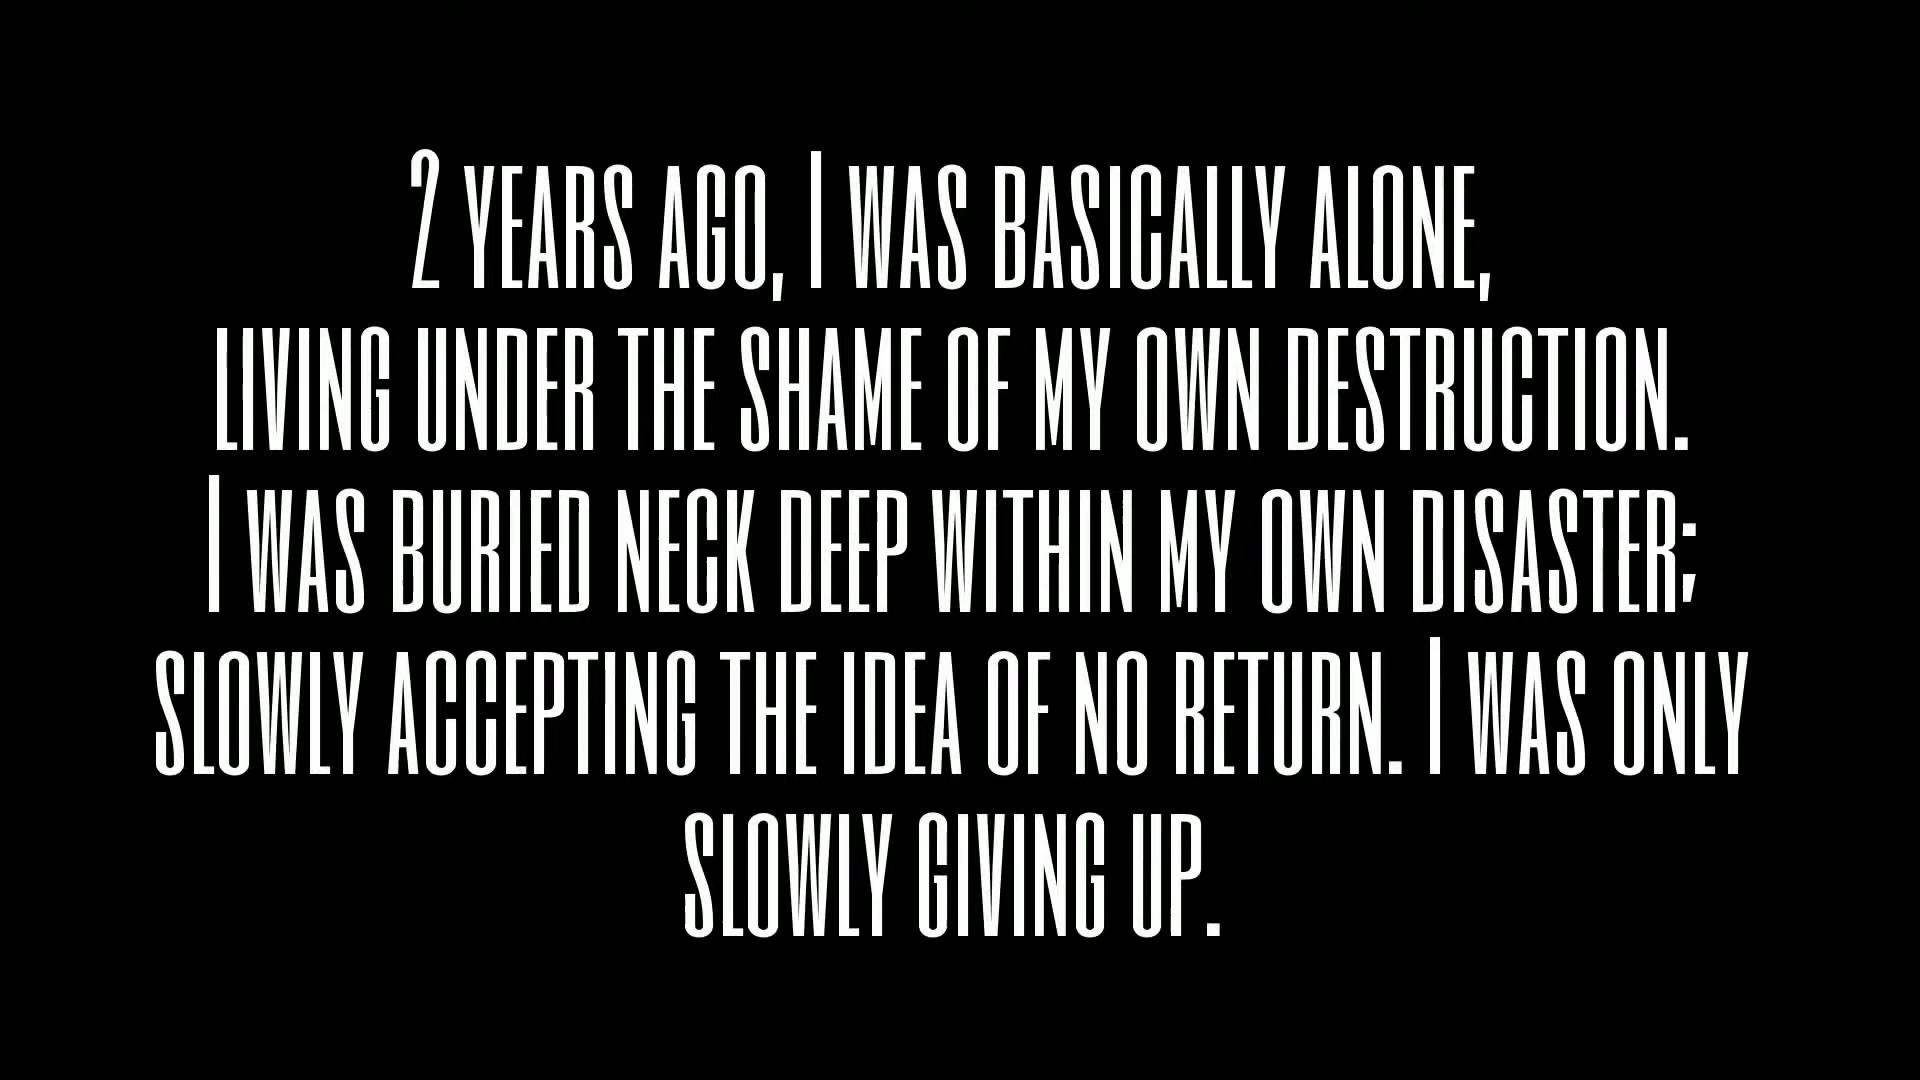 2 years ago, I was basically alone,
living under the shame of my own destruction.
I was buried neck deep within my own disaster;
slowly accepting the idea of no return. I was only
slowly giving up.